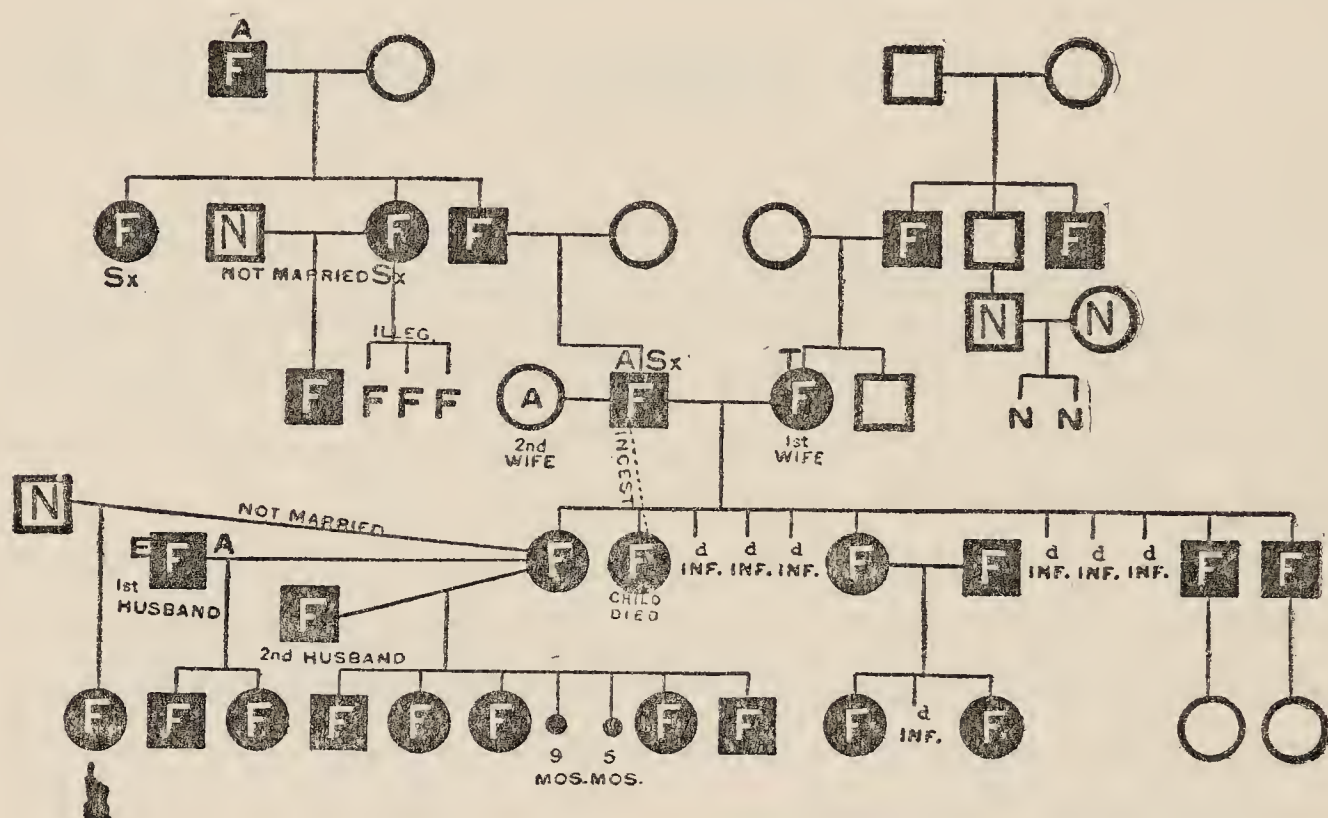 A
F
F N F F F F
Sx NOT MARRIED Sx
N N
ILLEG.
A Sx T
F F F F A F F N N
2nd WIFE
1st WIFE
INCEST
N
NOT MARRIED
E F A F F d d d F F d d d F F
INF. INF. INF. INF. INF. INF.
1st HUSBAND
CHILD DIED
F
2nd HUSBAND
F F F F F F F F F d F
INF.
9 5
MOS. MOS.